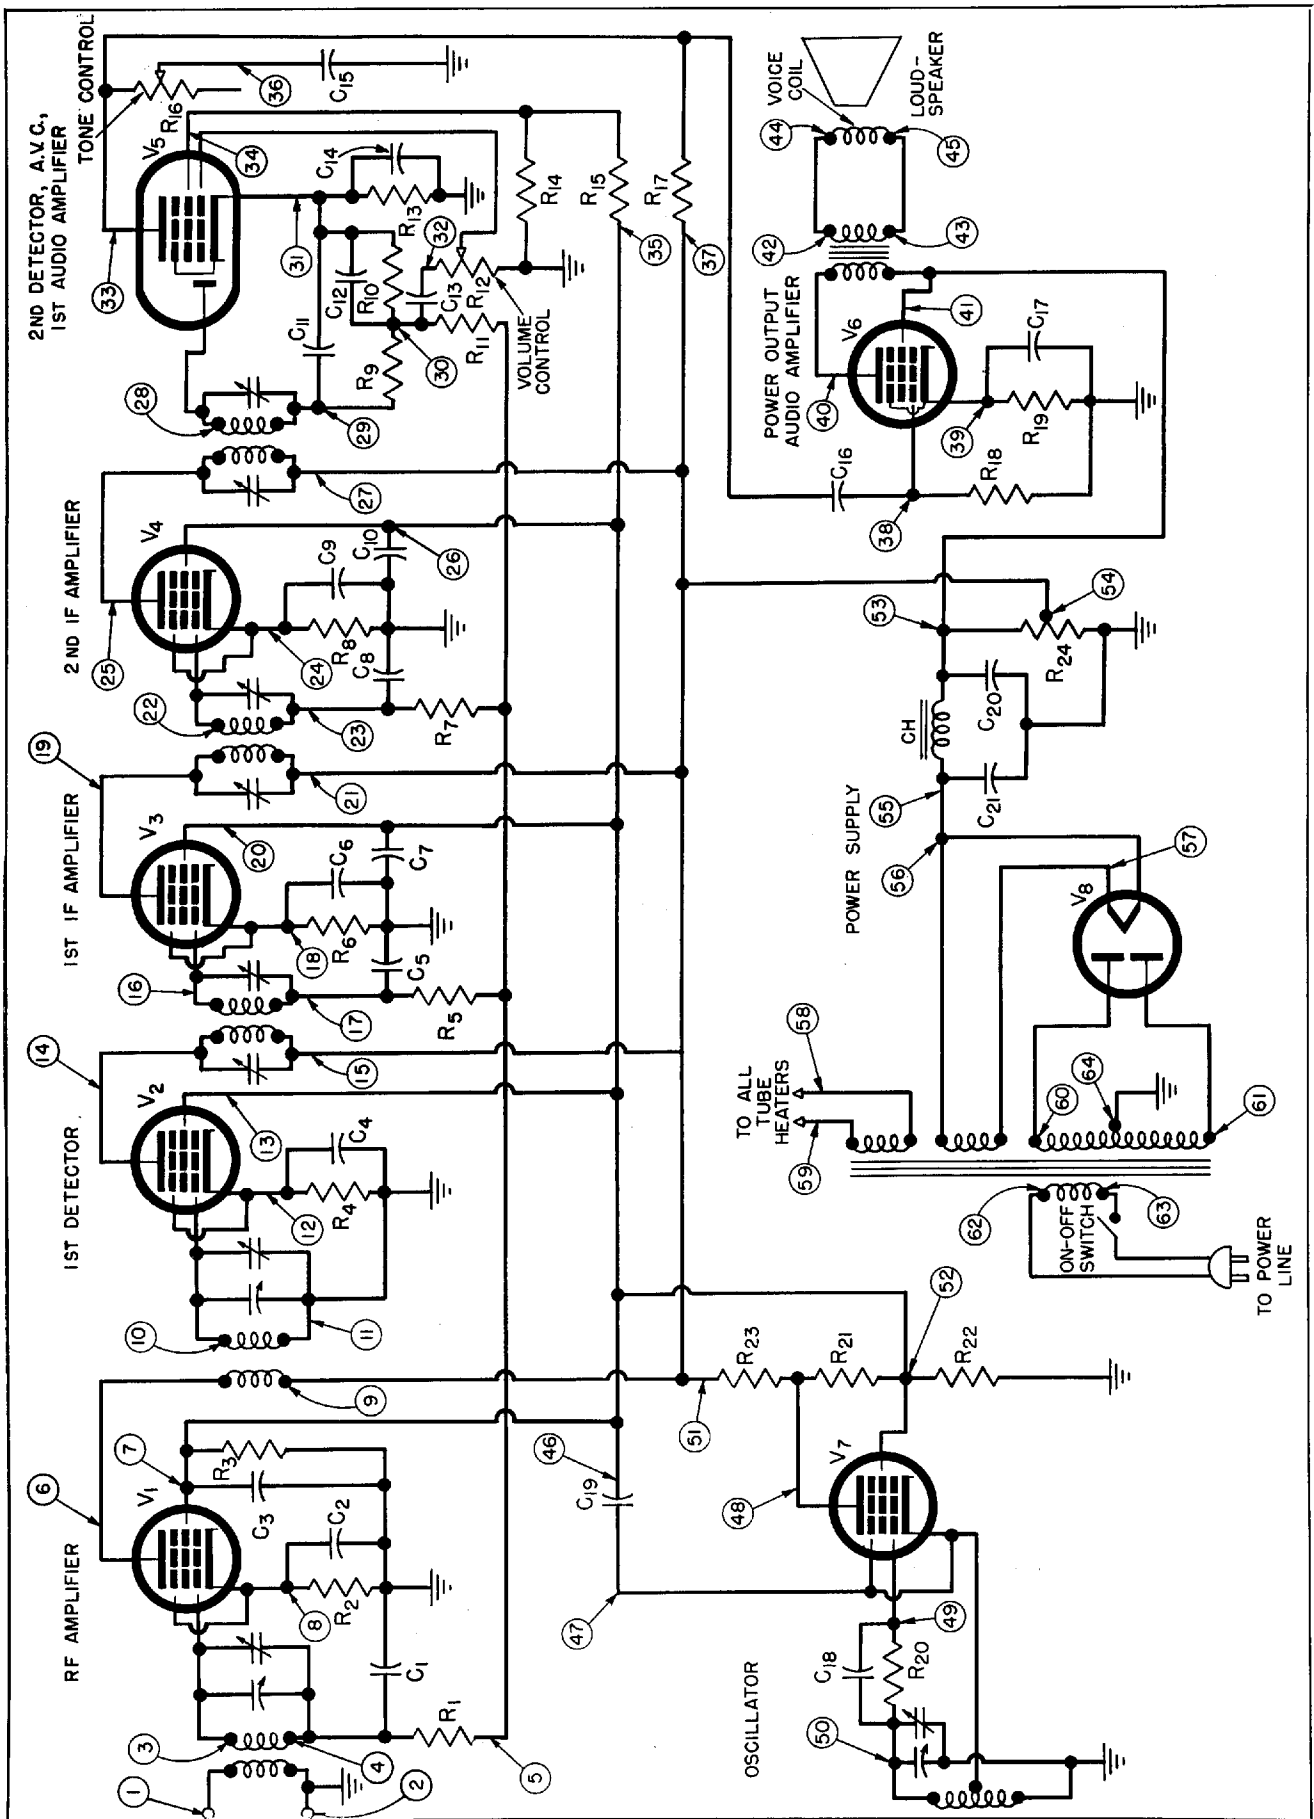 RF AMPLIFIER
1ST DETECTOR
1ST IF AMPLIFIER
2ND IF AMPLIFIER
2ND DETECTOR, A.V.C.,
1ST AUDIO AMPLIFIER
TONE CONTROL
1
2
3
4
5
6
7
8
V1
R1
C1
R2
C2
C3
R3
9
10
11
12
13
14
15
V2
R4
C4
16
17
18
19
20
21
V3
R5
C5
R6
C6
C7
22
23
24
25
26
27
V4
R7
C8
R8
C9
C10
28
29
30
31
32
33
34
35
36
37
V5
R9
C11
C12
R10
R11
C13
R12
VOLUME
CONTROL
R13
C14
R14
R15
R16
C15
R17
OSCILLATOR
46
47
48
49
50
51
52
V7
C18
R20
C19
R23
R21
R22
POWER SUPPLY
TO ALL
TUBE
HEATERS
58
59
60
61
62
63
64
ON-OFF
SWITCH
TO POWER
LINE
V8
53
54
55
56
57
CH
C21
C20
R24
POWER OUTPUT
AUDIO AMPLIFIER
V6
C16
R18
R19
C17
38
39
40
41
42
43
44
45
VOICE
COIL
LOUD-
SPEAKER